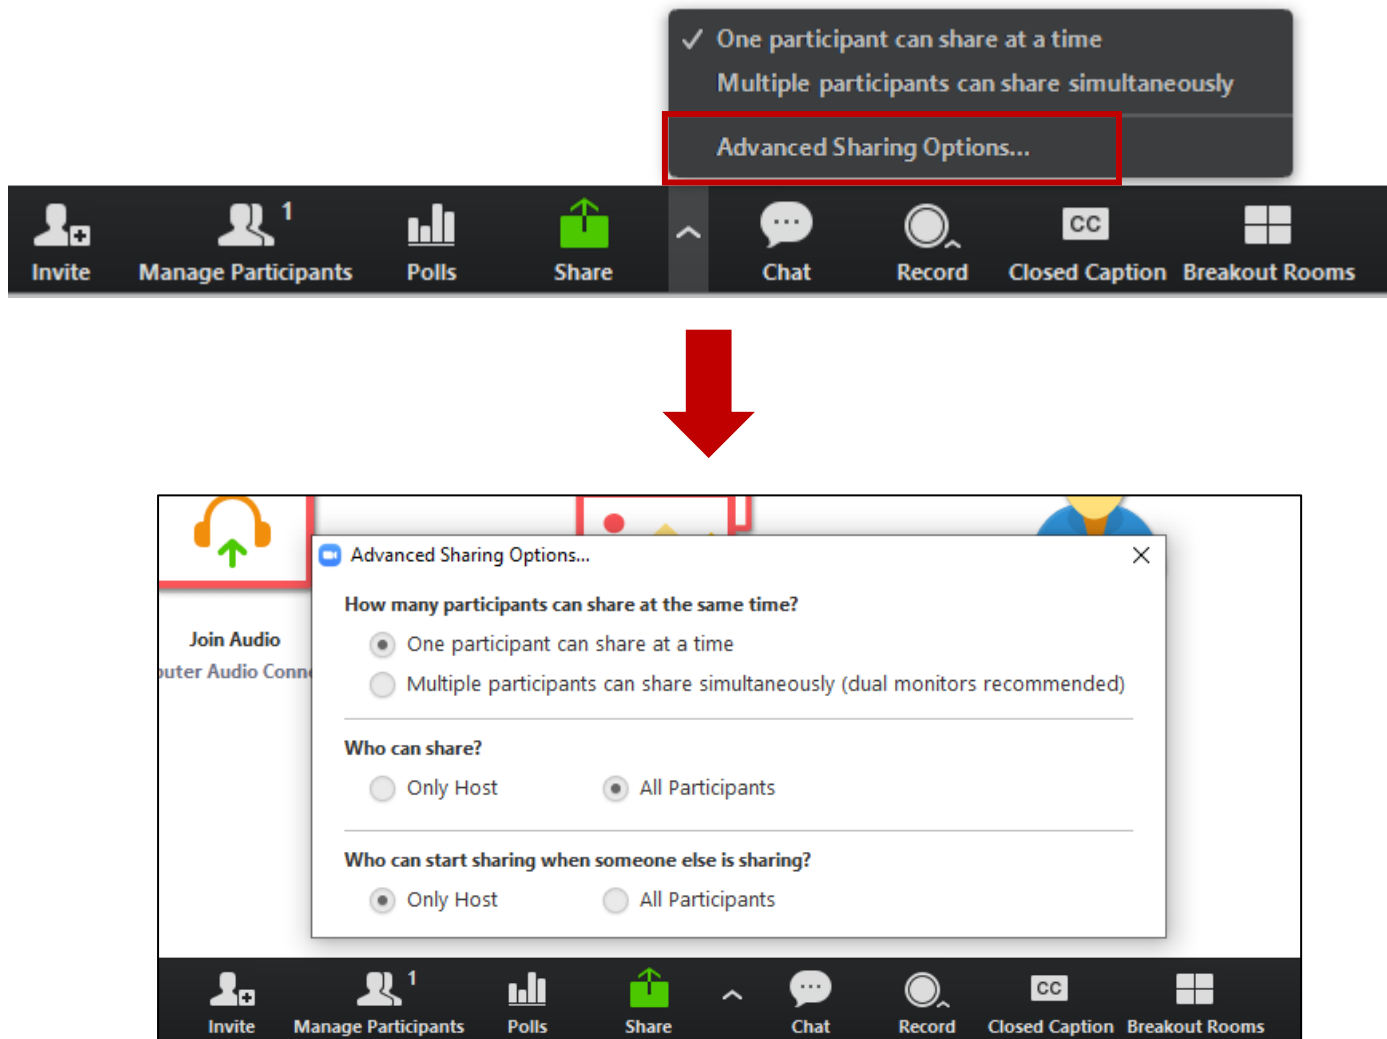 ✓ One participant can share at a time
Multiple participants can share simultaneously
Advanced Sharing Options...
1
Invite Manage Participants Polls Share Chat Record CC Closed Caption Breakout Rooms
Advanced Sharing Options...
How many participants can share at the same time?
Join Audio
One participant can share at a time
puter Audio Conne
Multiple participants can share simultaneously (dual monitors recommended)
Who can share?
Only Host All Participants
Who can start sharing when someone else is sharing?
Only Host All Participants
1
CC
Invite Manage Participants Polls Share Chat Record Closed Caption Breakout Rooms